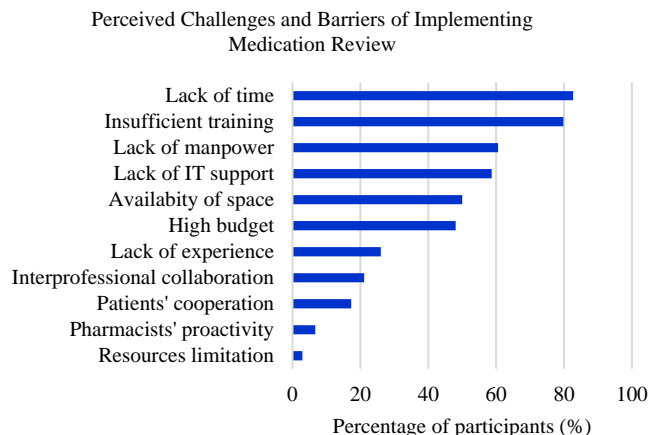 Perceived Challenges and Barriers of Implementing
Medication Review
Lack of time
Insufficient training
Lack of manpower
Lack of IT support
Availabity of space
High budget
Lack of experience
Interprofessional collaboration
Patients' cooperation
Pharmacists' proactivity
Resources limitation
0 20 40 60 80 100
Percentage of participants (%)